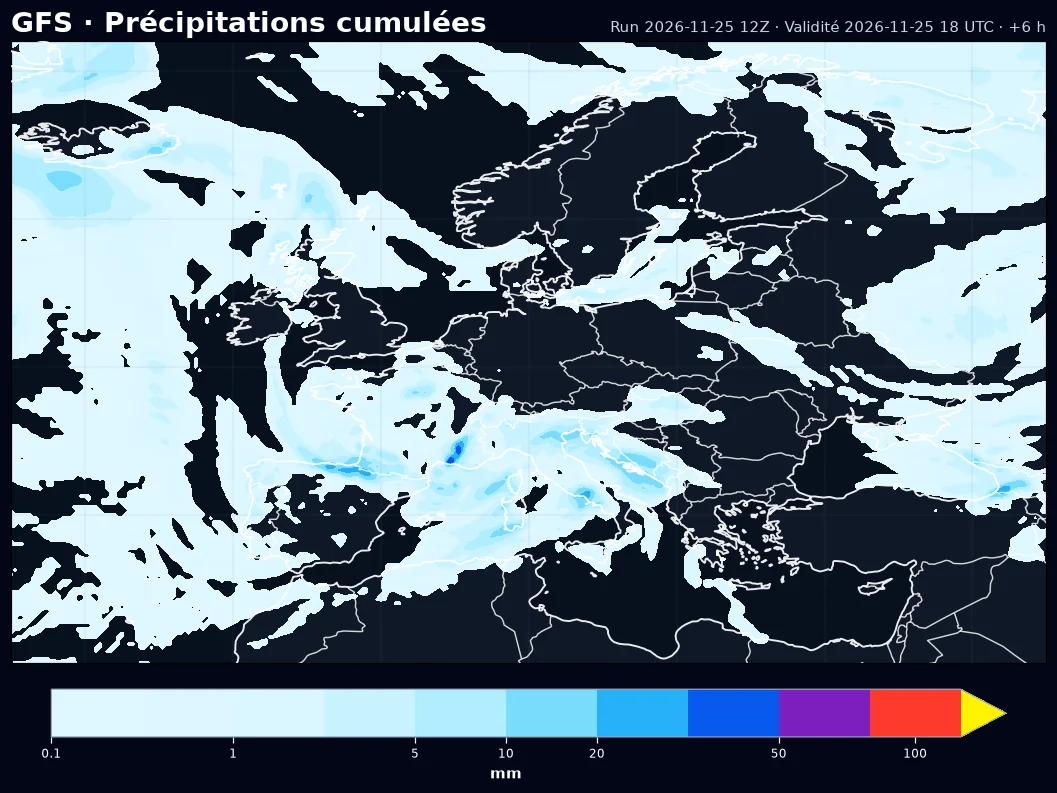 GFS · Précipitations cumulées
Run 2026-11-25 12Z · Validité 2026-11-25 18 UTC · +6 h
0.1 1 5 10 20 50 100
mm